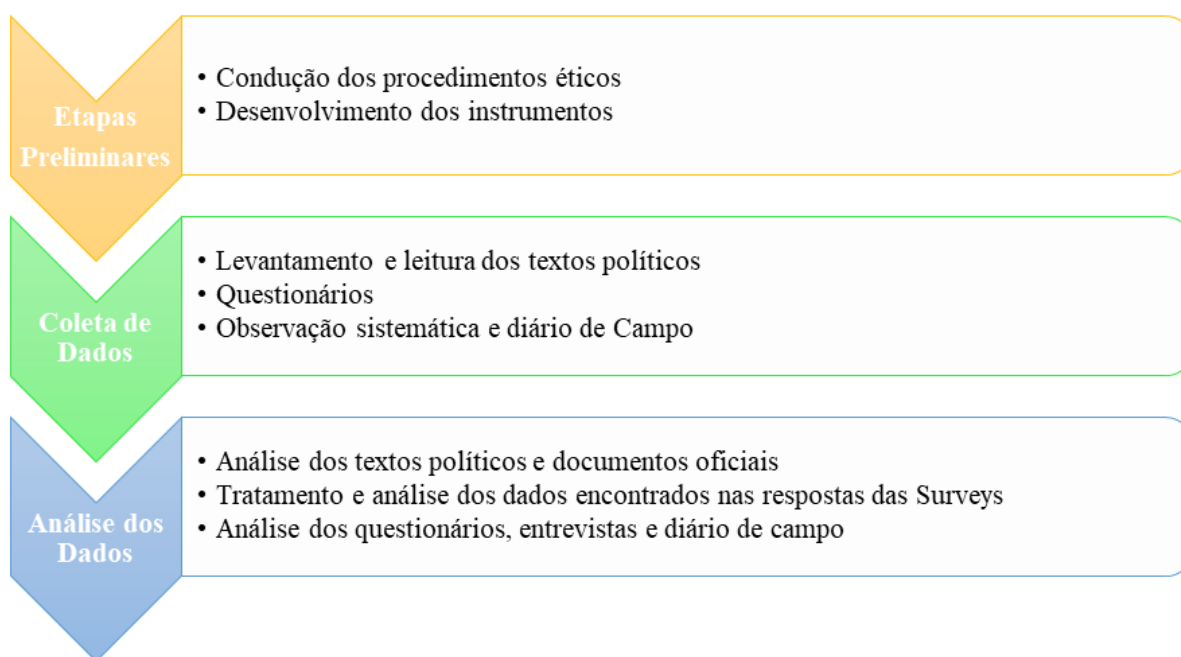 Etapas
Preliminares
• Condução dos procedimentos éticos
• Desenvolvimento dos instrumentos
Coleta de
Dados
• Levantamento e leitura dos textos políticos
• Questionários
• Observação sistemática e diário de Campo
Análise dos
Dados
• Análise dos textos políticos e documentos oficiais
• Tratamento e análise dos dados encontrados nas respostas das Surveys
• Análise dos questionários, entrevistas e diário de campo